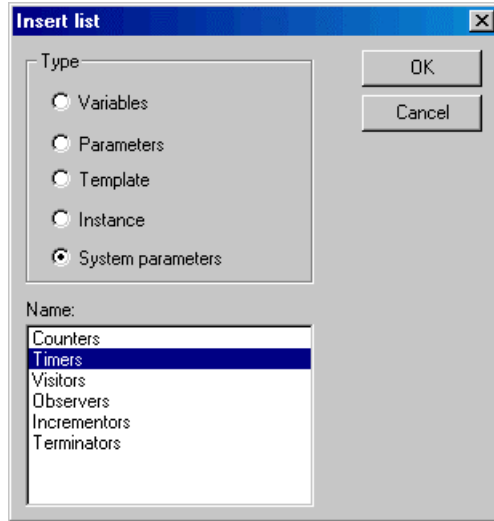 Insert list
Type
OK
Variables
Cancel
Parameters
Template
Instance
System parameters
Name:
Counters
Timers
Visitors
Observers
Incrementors
Terminators